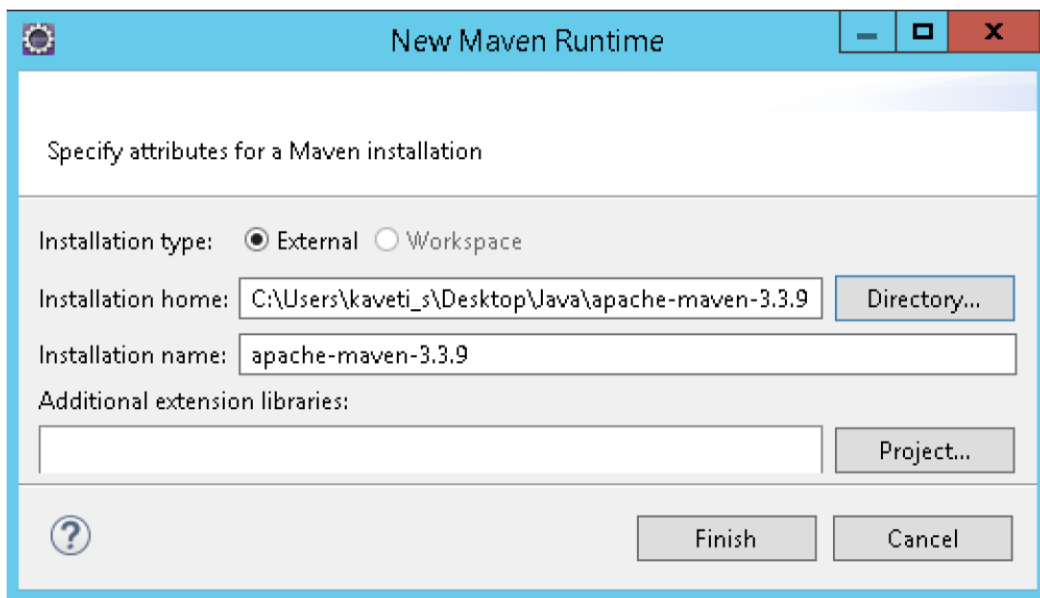 New Maven Runtime
Specify attributes for a Maven installation
Installation type: External Workspace
Installation home: C:\Users\kaveti_s\Desktop\Java\apache-maven-3.3.9 Directory...
Installation name: apache-maven-3.3.9
Additional extension libraries:
Project...
? Finish Cancel